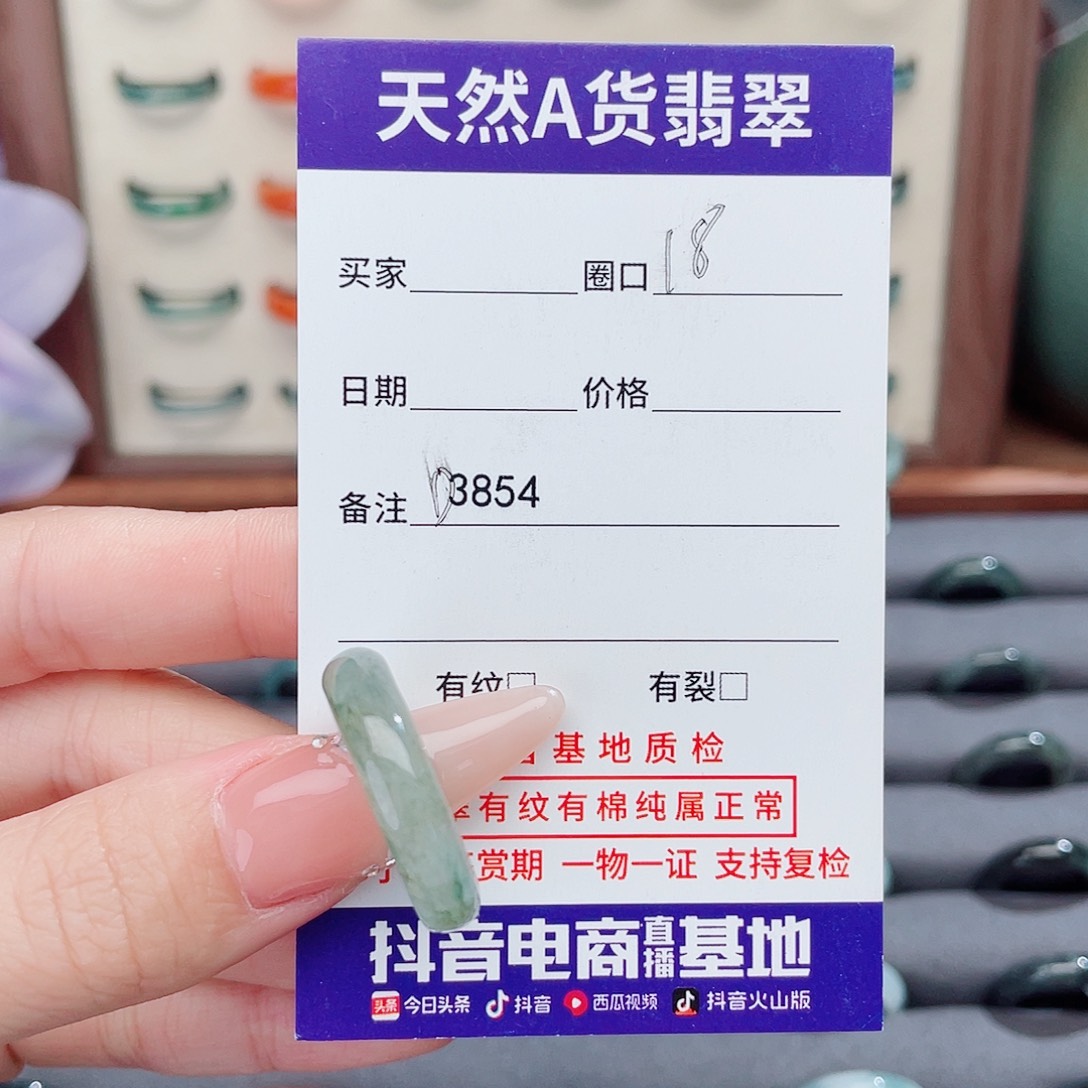 天然A货翡翠
买家 圈口 18
日期 价格
备注 3854
有纹□ 有裂□
基地质检
有纹有棉纯属正常
赏期 一物一证 支持复检
抖音电商直播基地
头条 今日头条 抖音 西瓜视频 抖音火山版